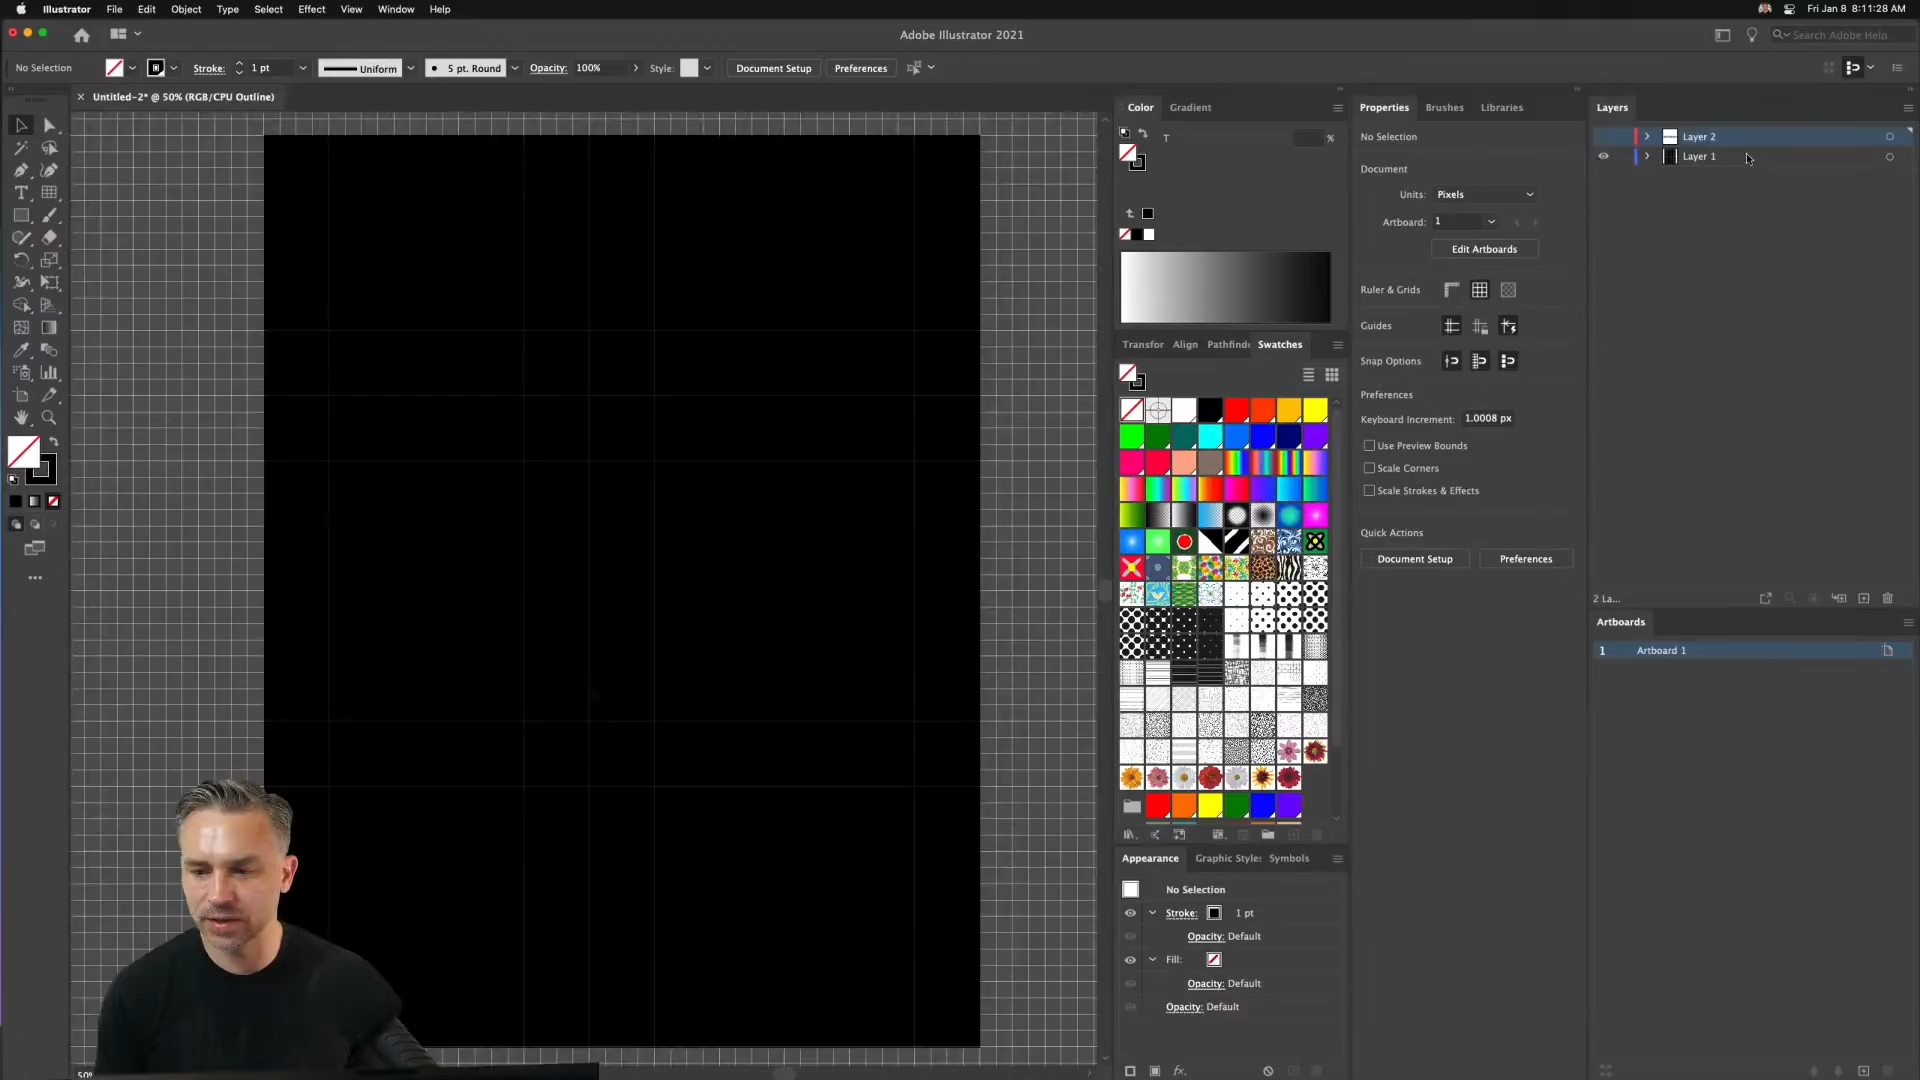 Illustrator File Edit Object Type Select Effect View Window Help
Fri Jan 8 8:11:28 AM
Adobe Illustrator 2021
Search Adobe Help
No Selection
Stroke: 1 pt
Uniform
5 pt. Round
Opacity: 100%
Style:
Document Setup
Preferences
× Untitled-2* @ 50% (RGB/CPU Outline)
Color Gradient
T %
Transfor Align Pathfind Swatches
Appearance Graphic Style: Symbols
No Selection
Stroke: 1 pt
Opacity: Default
Fill:
Opacity: Default
Opacity: Default
fx.
Properties Brushes Libraries
No Selection
Document
Units: Pixels
Artboard: 1
Edit Artboards
Ruler & Grids
Guides
Snap Options
Preferences
Keyboard Increment: 1.0008 px
Use Preview Bounds
Scale Corners
Scale Strokes & Effects
Quick Actions
Document Setup
Preferences
Layers
Layer 2
Layer 1
2 La...
Artboards
1 Artboard 1
50%